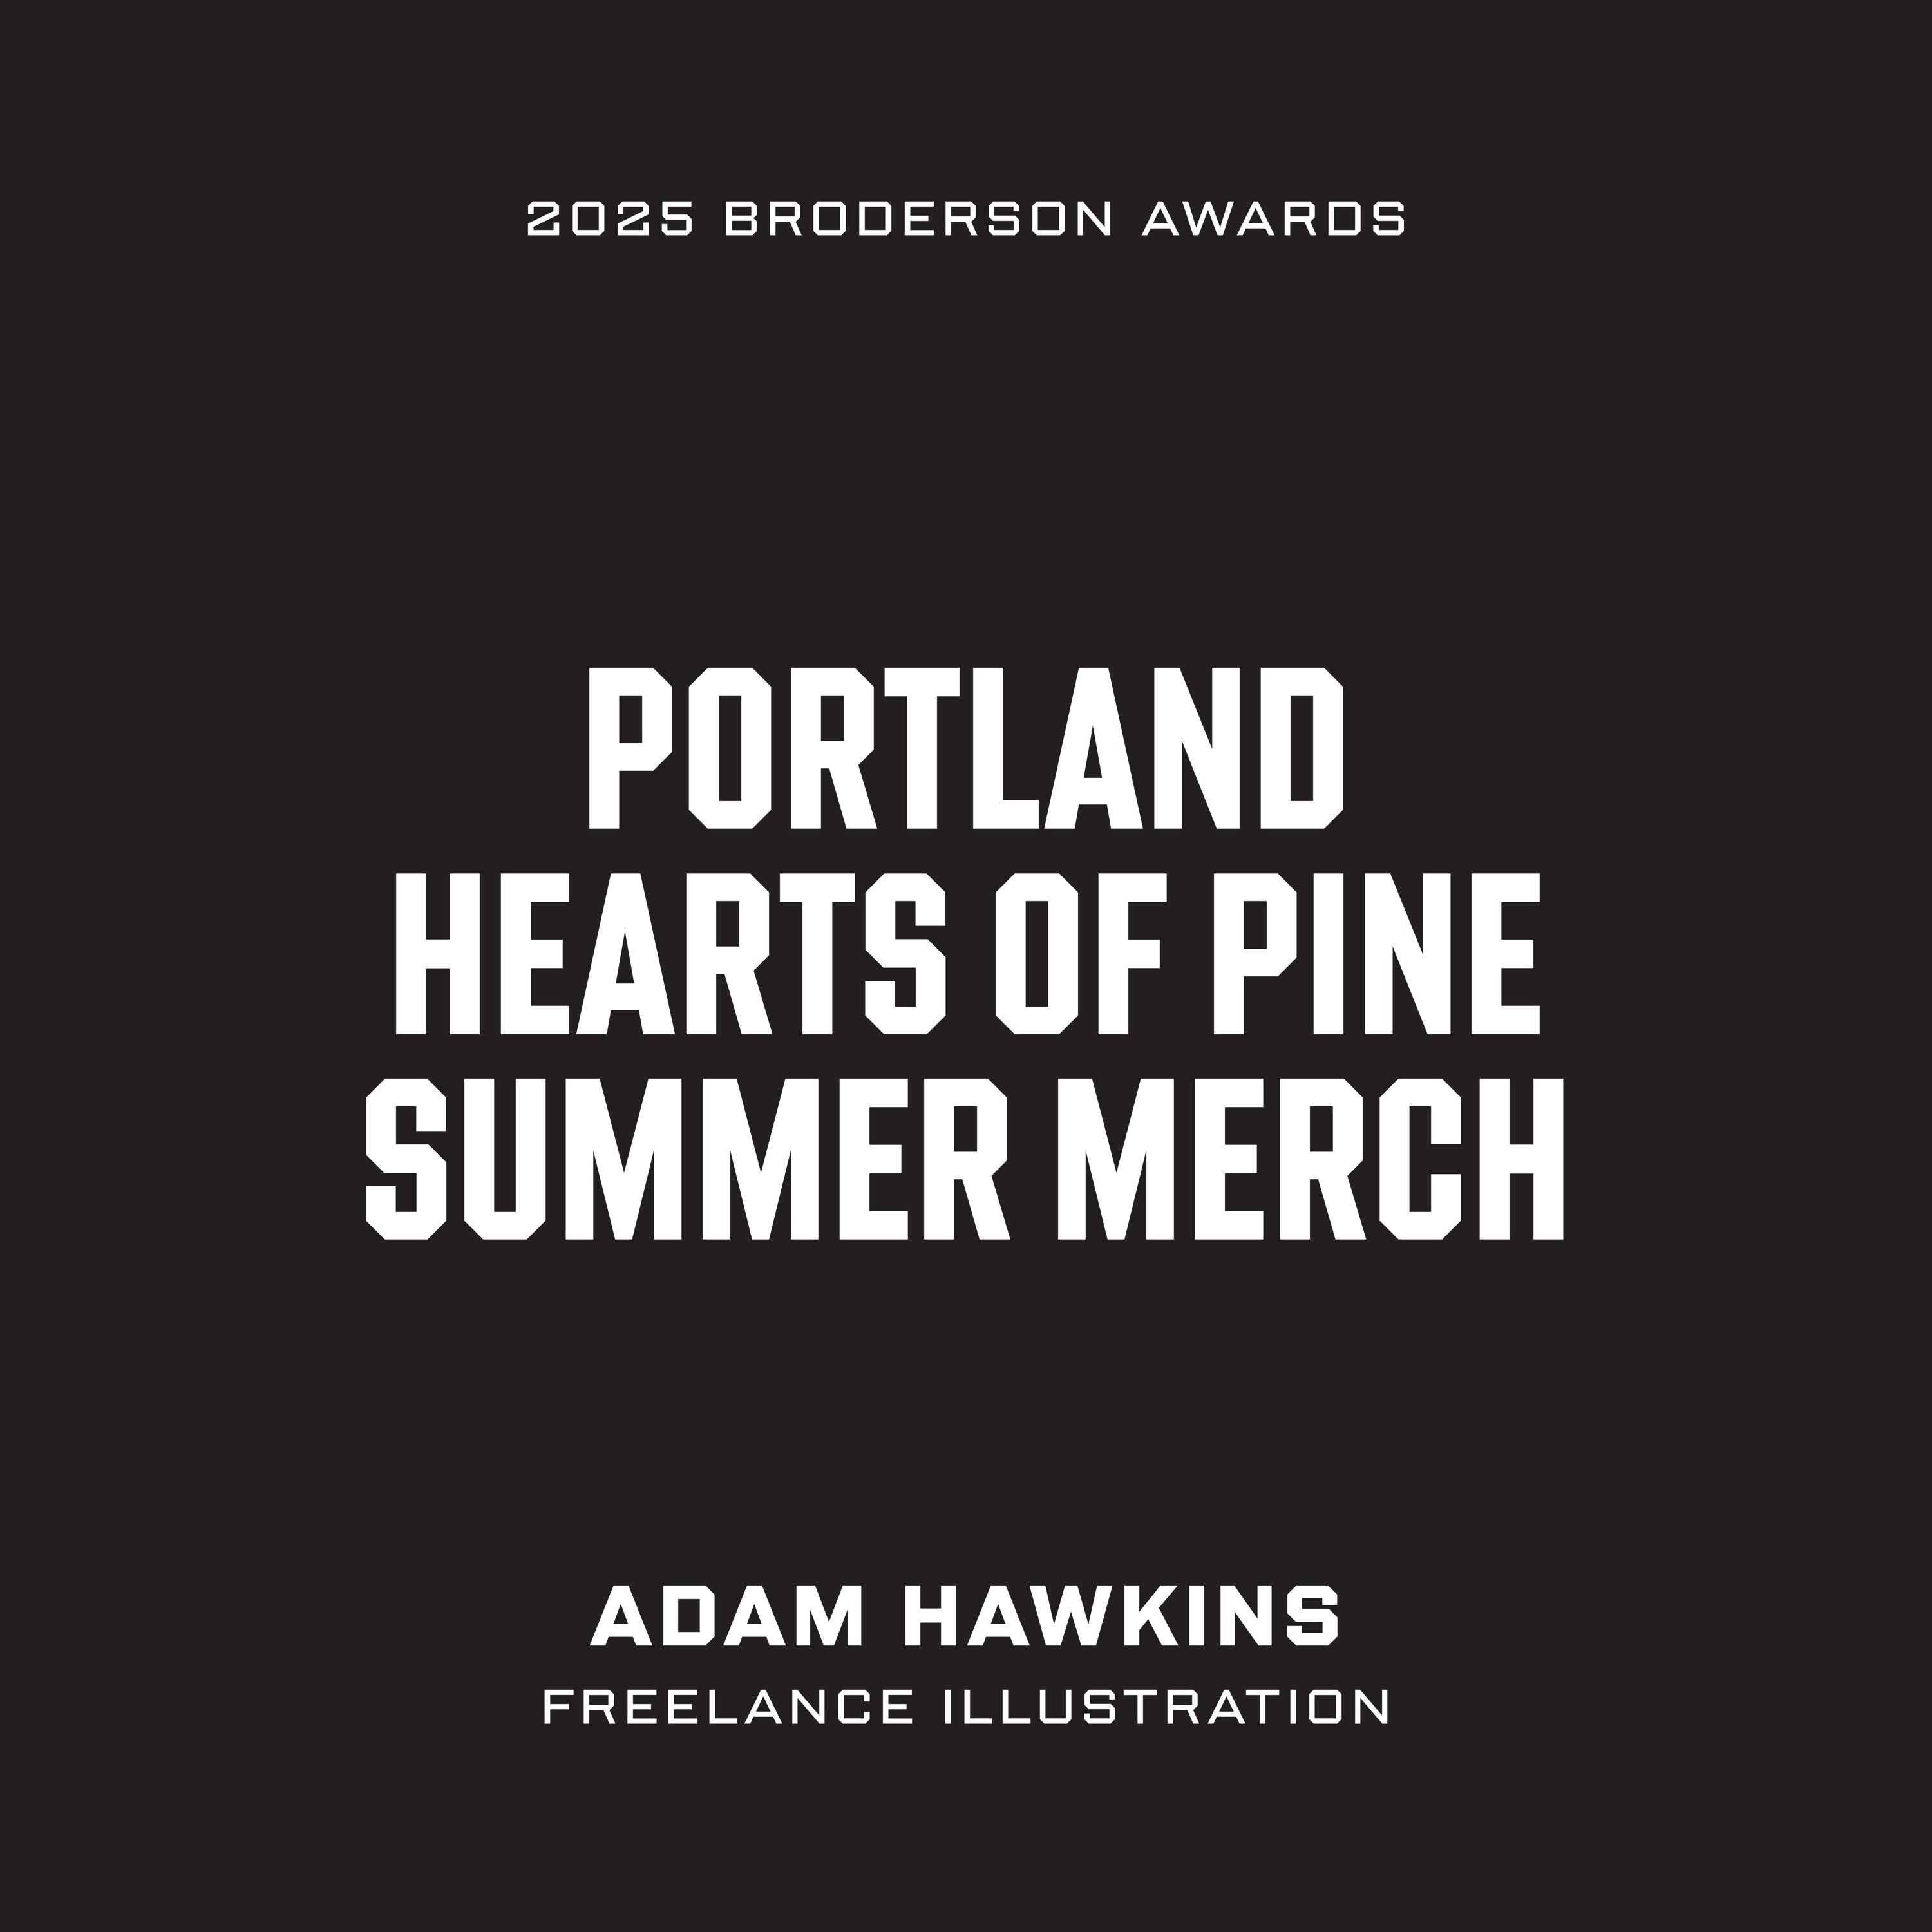 2025 BRODERSON AWARDS
PORTLAND
HEARTS OF PINE
SUMMER MERCH
ADAM HAWKINS
FREELANCE ILLUSTRATION